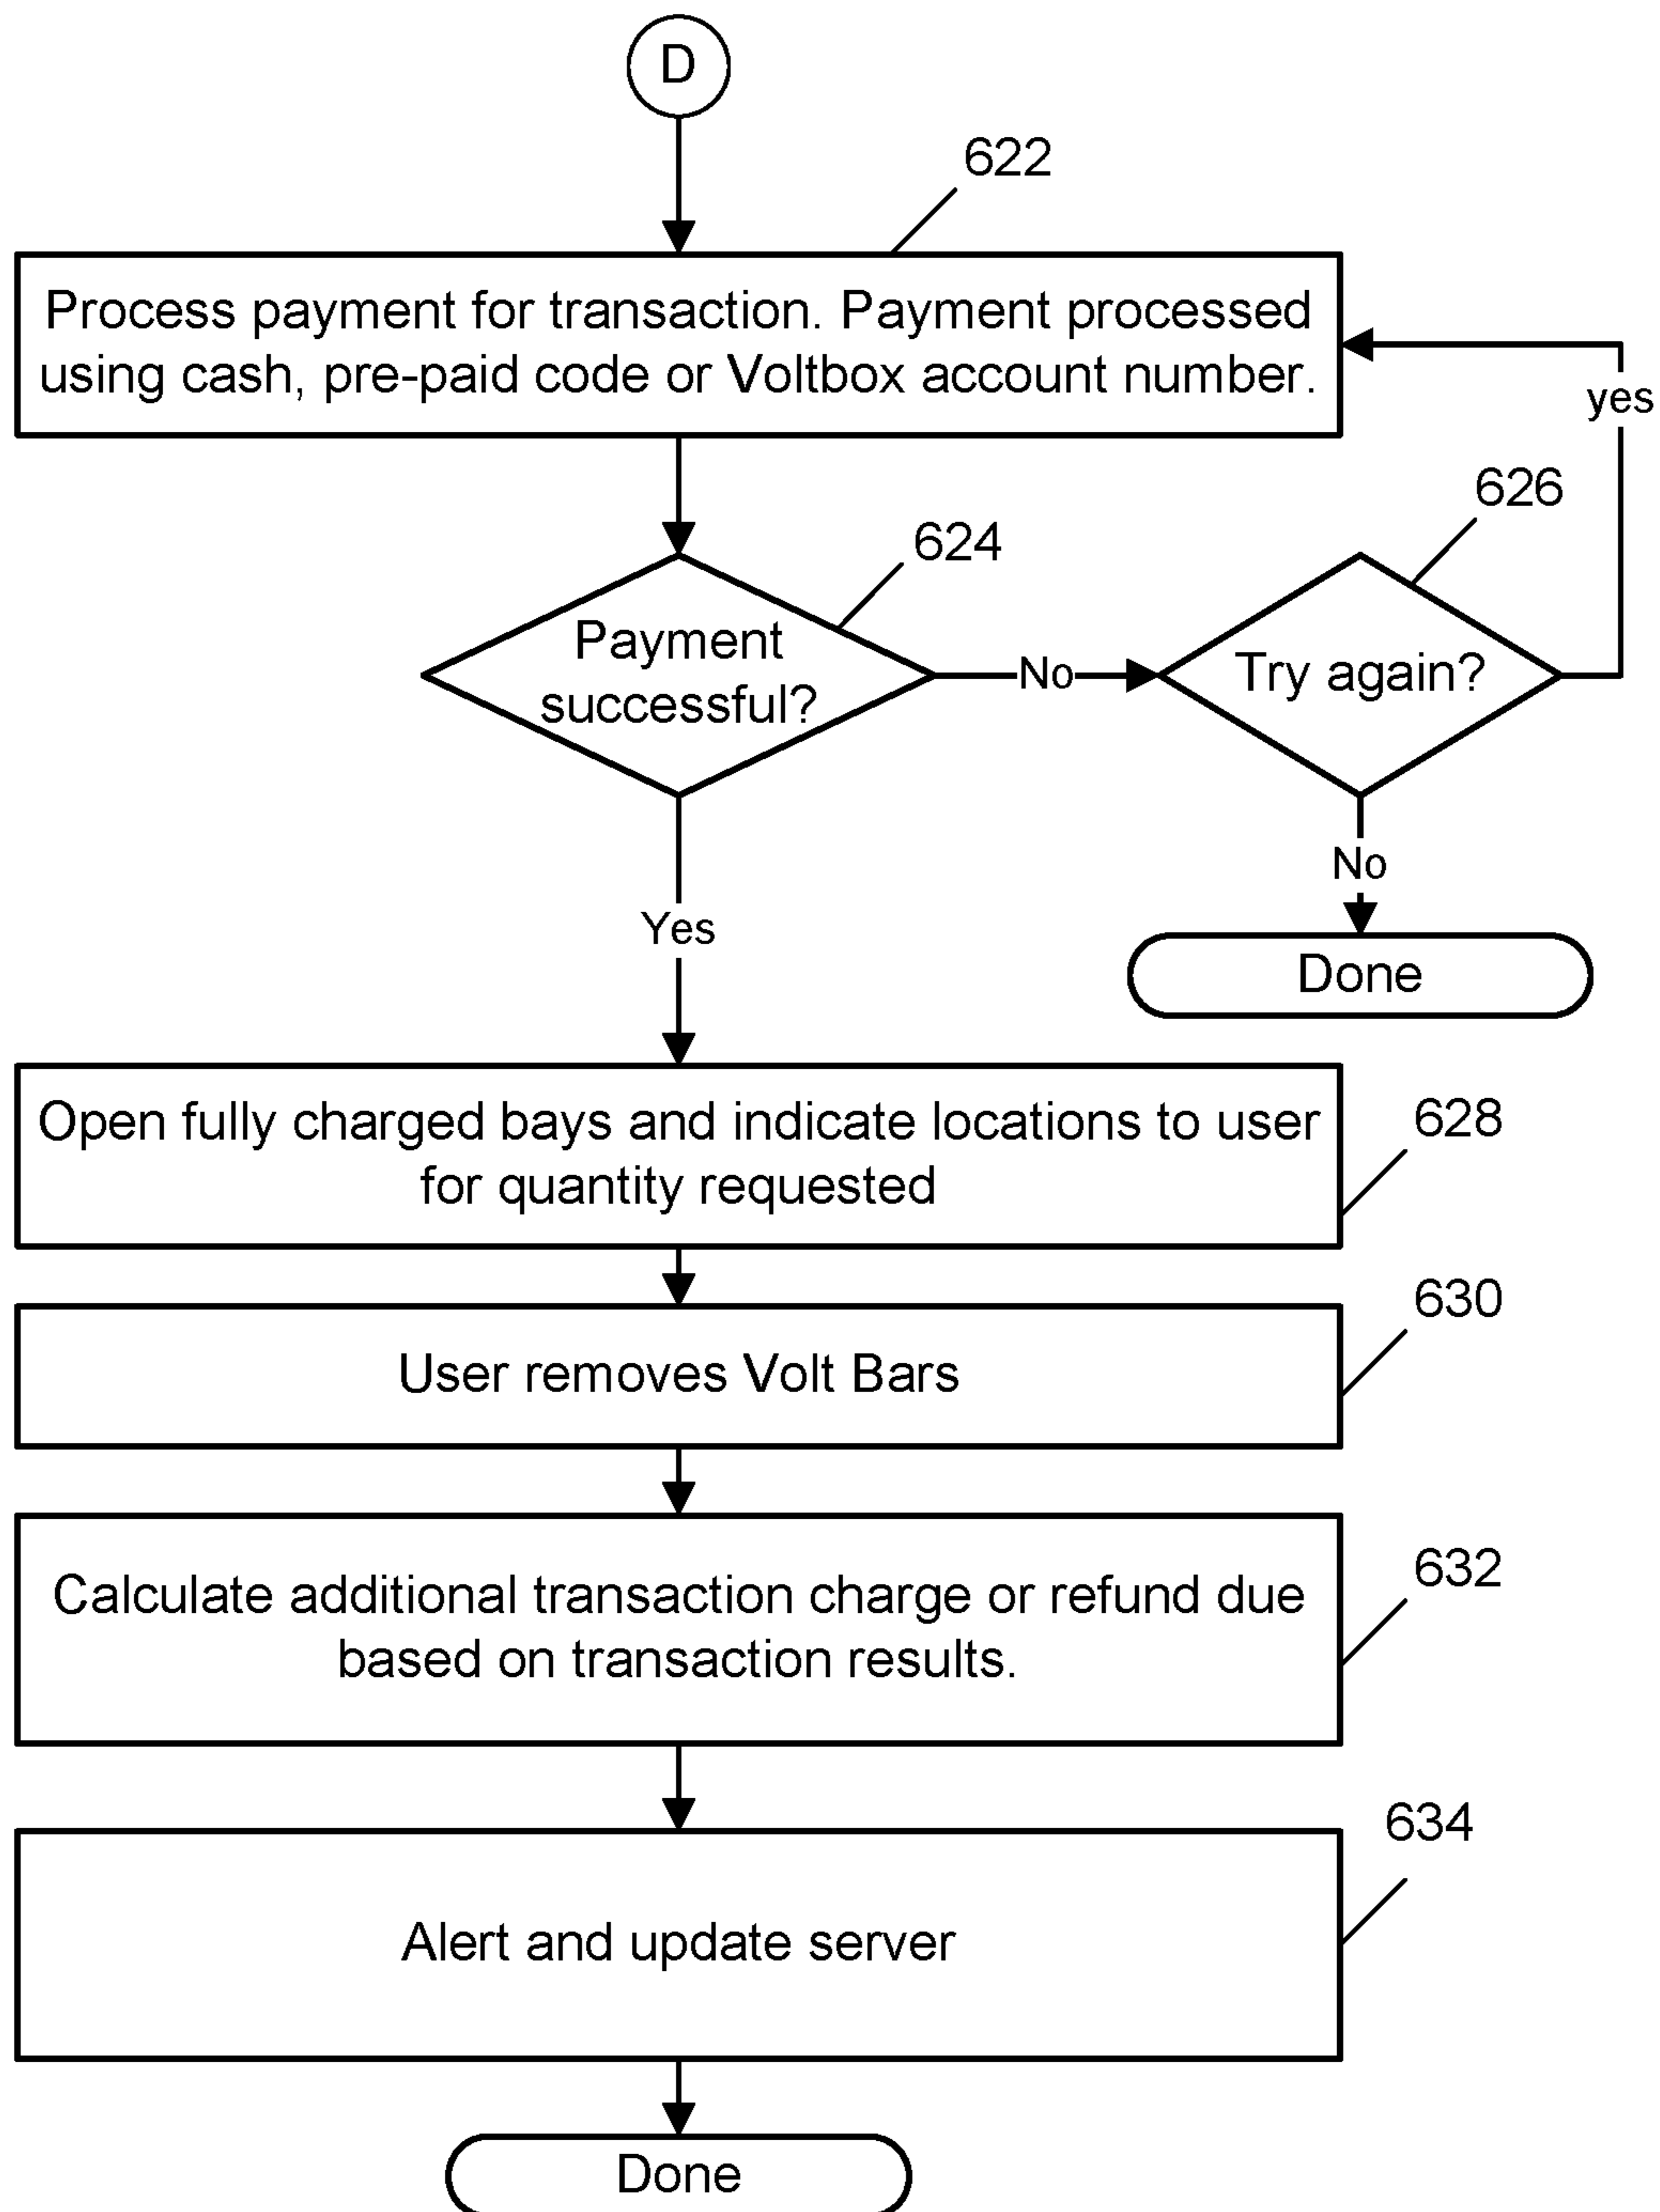 D
622
Process payment for transaction. Payment processed
using cash, pre-paid code or Voltbox account number.
yes
626
624
Payment
successful?
No
Try again?
No
Yes
Done
Open fully charged bays and indicate locations to user
for quantity requested
628
630
User removes Volt Bars
632
Calculate additional transaction charge or refund due
based on transaction results.
634
Alert and update server
Done